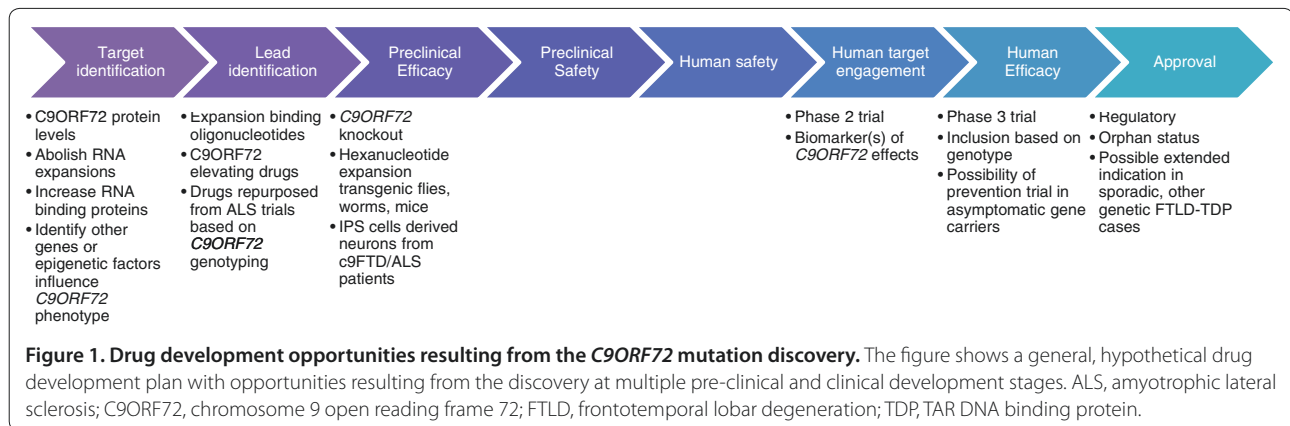 Target
identification
Lead
identification
Preclinical
Efficacy
Preclinical
Safety
Human safety
Human target
engagement
Human
Efficacy
Approval
• C9ORF72 protein
levels
• Abolish RNA
expansions
• Increase RNA
binding proteins
• Identify other
genes or
epigenetic factors
influence
C9ORF72
phenotype
• Expansion binding
oligonucleotides
• C9ORF72
elevating drugs
• Drugs repurposed
from ALS trials
based on
C9ORF72
genotyping
• C9ORF72
knockout
• Hexanucleotide
expansion
transgenic flies,
worms, mice
• IPS cells derived
neurons from
c9FTD/ALS
patients
• Phase 2 trial
• Biomarker(s) of
C9ORF72 effects
• Phase 3 trial
• Inclusion based on
genotype
• Possibility of
prevention trial in
asymptomatic gene
carriers
• Regulatory
• Orphan status
• Possible extended
indication in
sporadic, other
genetic FTLD-TDP
cases
Figure 1. Drug development opportunities resulting from the C9ORF72 mutation discovery. The figure shows a general, hypothetical drug
development plan with opportunities resulting from the discovery at multiple pre-clinical and clinical development stages. ALS, amyotrophic lateral
sclerosis; C9ORF72, chromosome 9 open reading frame 72; FTLD, frontotemporal lobar degeneration; TDP, TAR DNA binding protein.